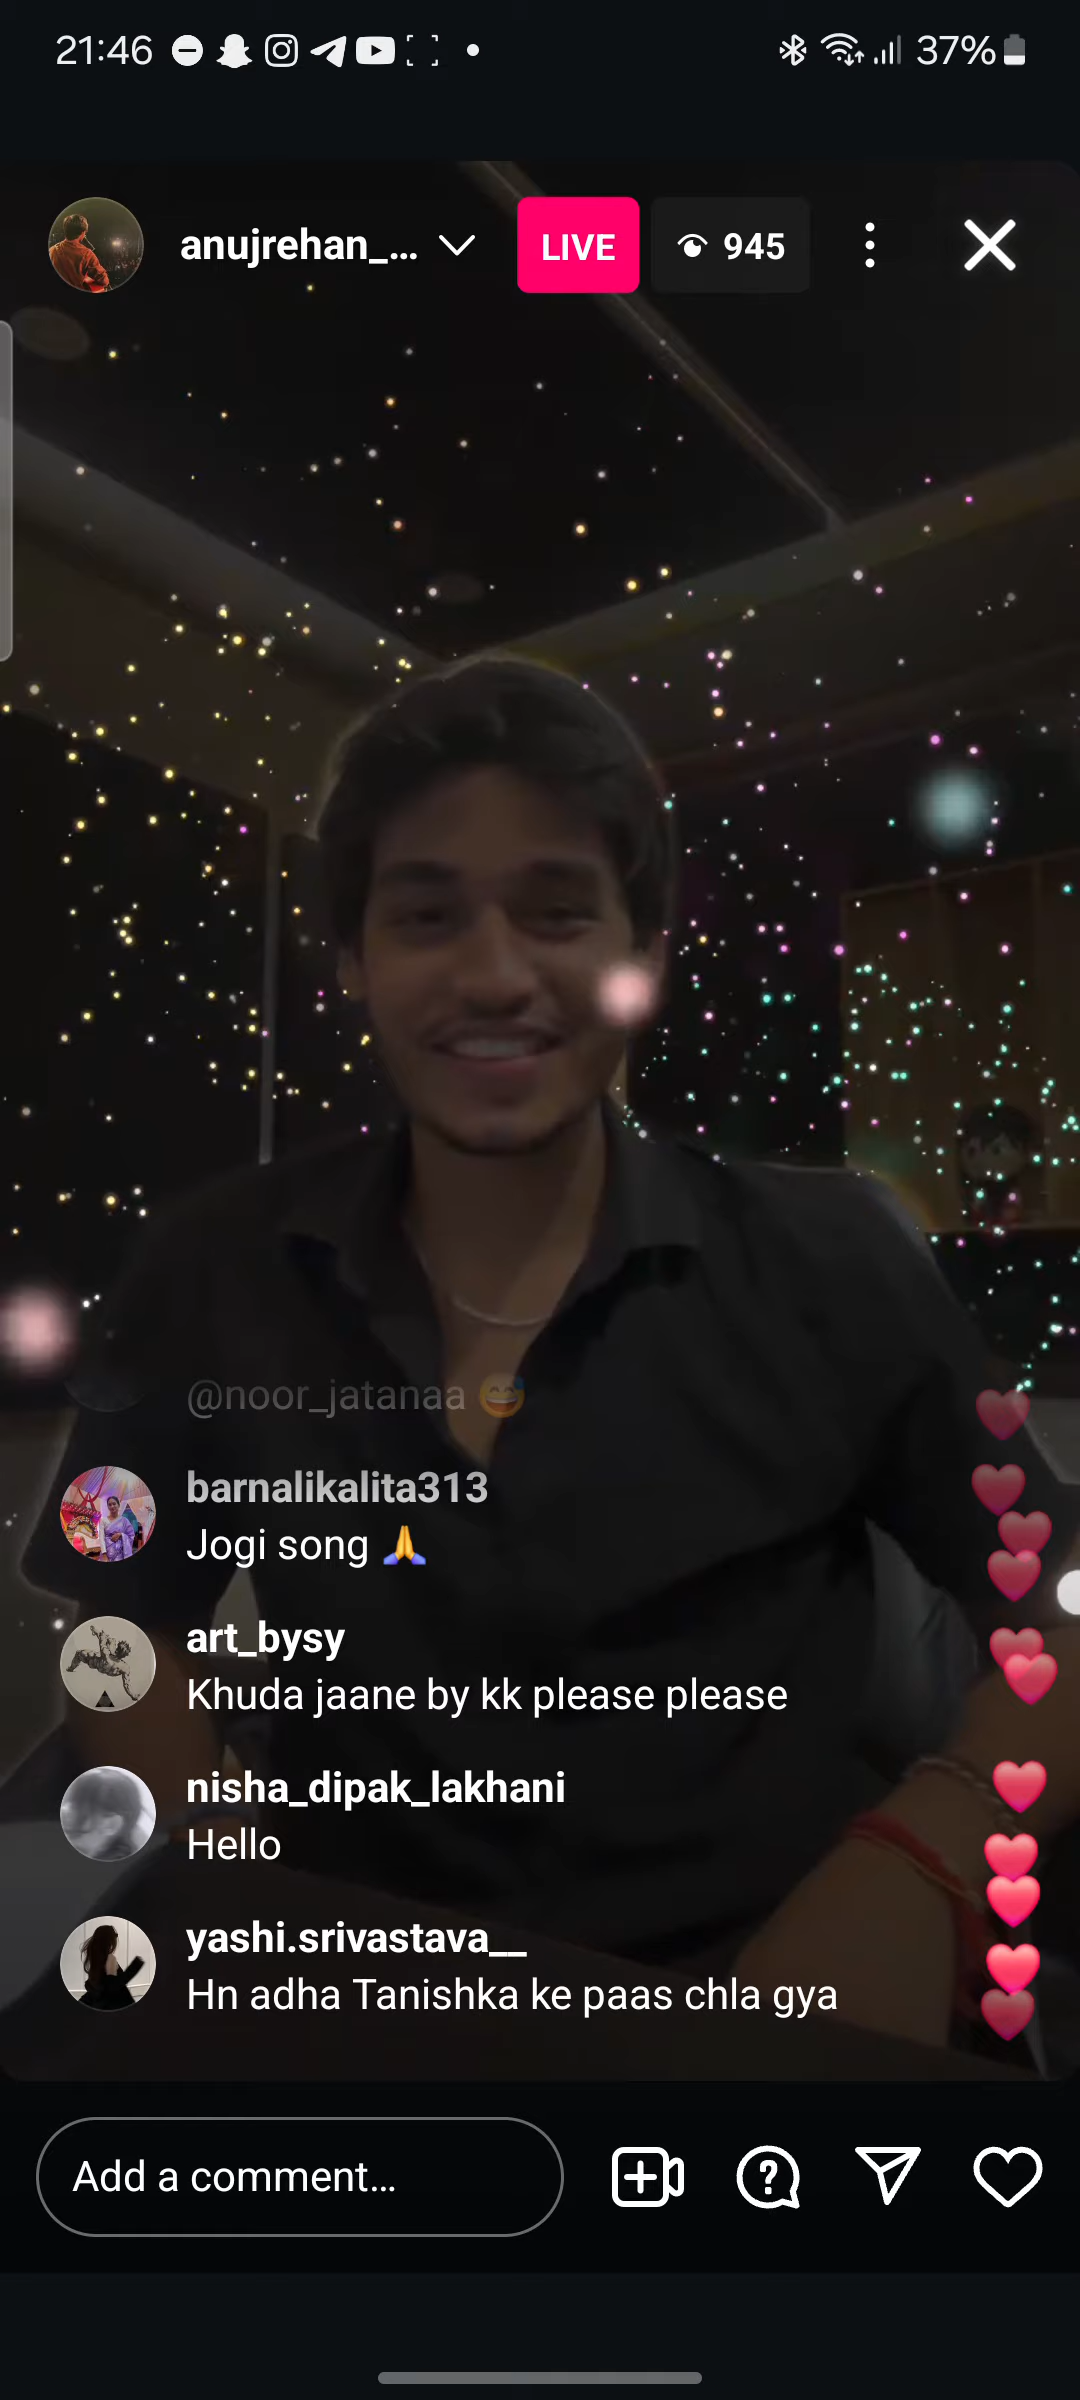 21:46
37%
anujrehan_...
LIVE
945
@noor_jatanaa 😅
barnalikalita313
Jogi song 🙏
art_bysy
Khuda jaane by kk please please
nisha_dipak_lakhani
Hello
yashi.srivastava__
Hn adha Tanishka ke paas chla gya
Add a comment...